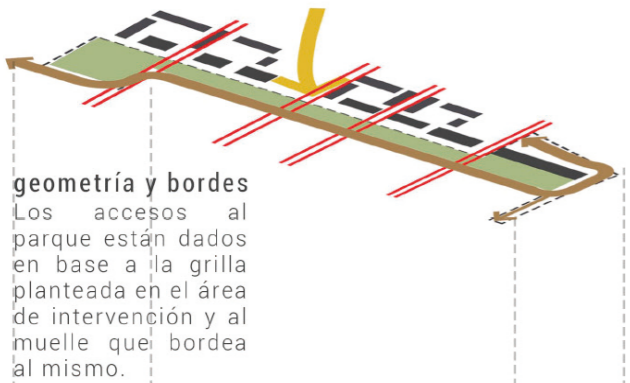 geometría y bordes
Los accesos al
parque están dados
en base a la grilla
planteada en el área
de intervención y al
muelle que bordea
al mismo.